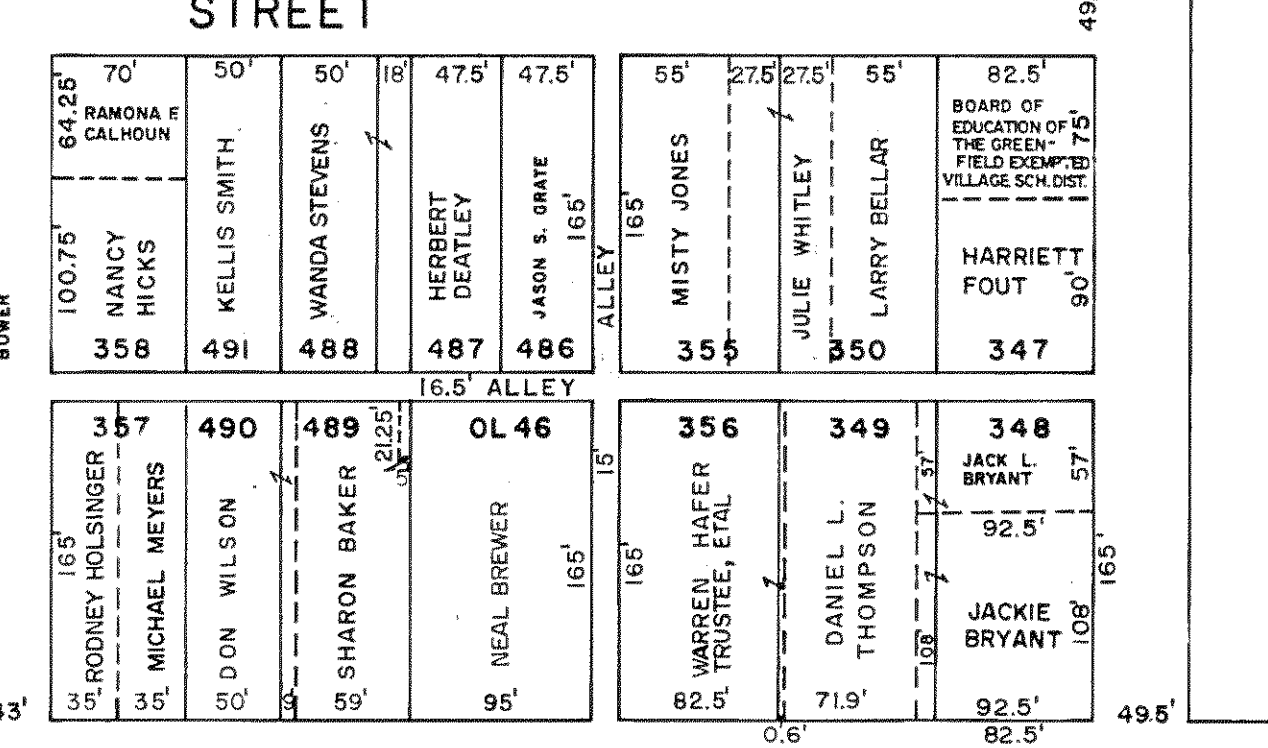 STREET
49.
70'
50'
50'
18'
47.5'
47.5'
55'
27.5'
27.5'
55'
82.5'
64.25'
RAMONA E
CALHOUN
100.75'
NANCY
HICKS
KELLIS SMITH
WANDA STEVENS
HERBERT
DEATLEY
JASON S. GRATE
165'
ALLEY
165'
MISTY JONES
JULIE WHITLEY
LARRY BELLAR
BOARD OF
EDUCATION OF
THE GREEN-
FIELD EXEMPTED
VILLAGE SCH. DIST.
75'
HARRIETT
FOUT
90'
BOWER
358
491
488
487
486
355
350
347
16.5' ALLEY
357
490
489
21.25'
5'
OL 46
15'
356
349
348
JACK L.
BRYANT
57'
57'
92.5'
165'
RODNEY HOLSINGER
MICHAEL MEYERS
DON WILSON
SHARON BAKER
NEAL BREWER
165'
165'
WARREN HAFER
TRUSTEE, ETAL
DANIEL L.
THOMPSON
108'
JACKIE
BRYANT
108'
165'
35'
35'
50'
9'
59'
95'
82.5'
71.9'
92.5'
3'
0.6'
82.5'
49.5'